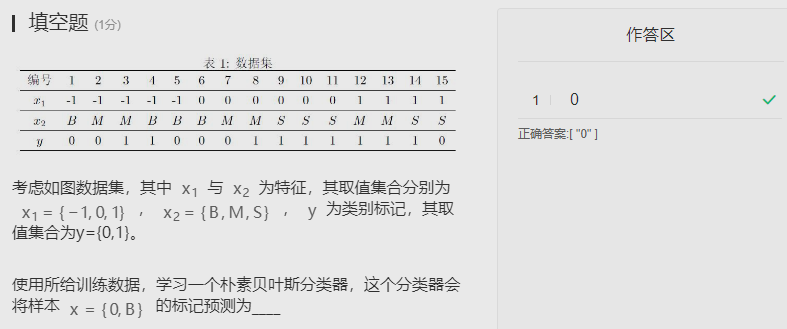 填空题 (1分)
表 1: 数据集
编号 1 2 3 4 5 6 7 8 9 10 11 12 13 14 15
x1 -1 -1 -1 -1 -1 0 0 0 0 0 0 1 1 1 1
x2 B M M B B B M M S S S M M S S
y 0 0 1 1 0 0 0 1 1 1 1 1 1 1 0
考虑如图数据集，其中 x1 与 x2 为特征，其取值集合分别为
x1 = {−1, 0, 1} ， x2 = {B, M, S} ， y 为类别标记，其取
值集合为y={0,1}。
使用所给训练数据，学习一个朴素贝叶斯分类器，这个分类器会
将样本 x = {0, B} 的标记预测为____
作答区
1 0
正确答案:[ "0" ]